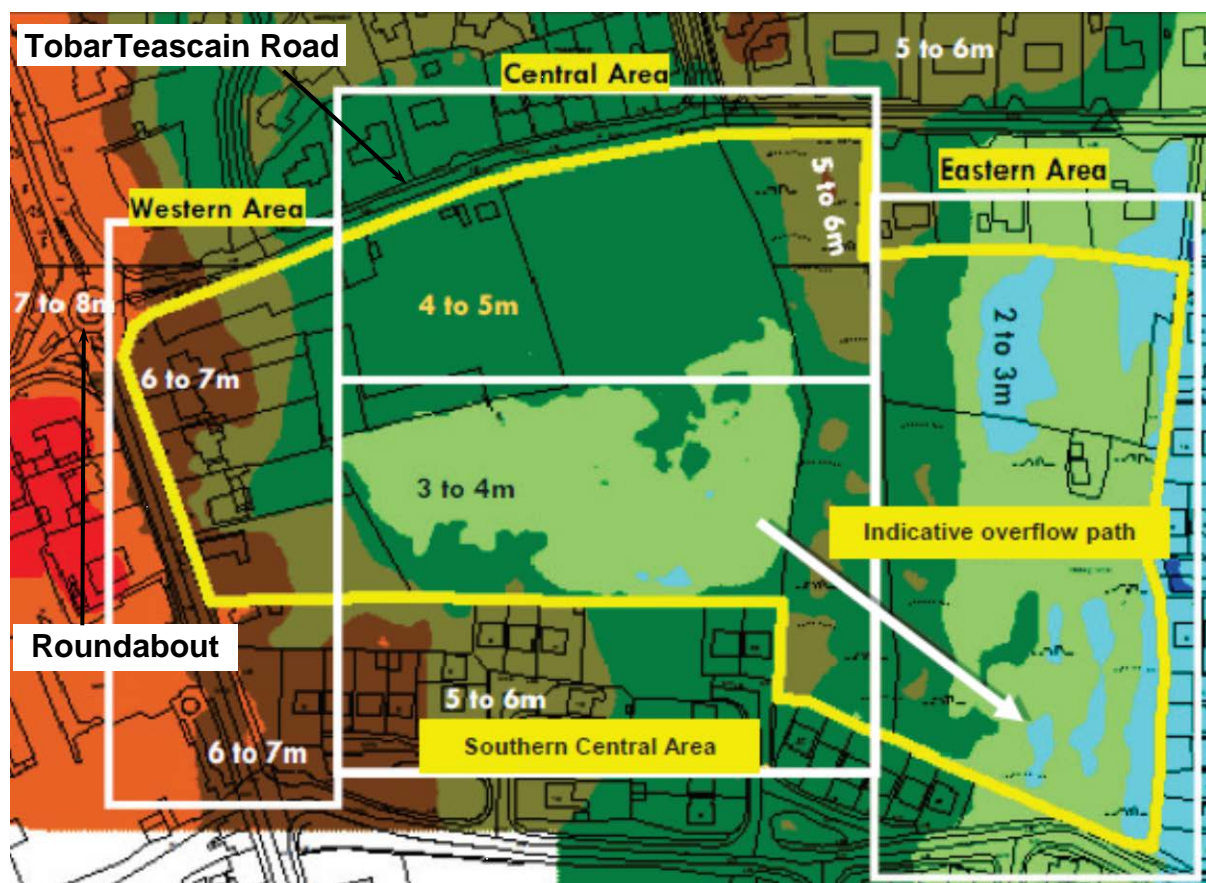 TobarTeascain Road
Central Area
5 to 6m
Eastern Area
Western Area
5 to 6m
7 to 8m
4 to 5m
2 to 3m
6 to 7m
3 to 4m
Indicative overflow path
Roundabout
5 to 6m
Southern Central Area
6 to 7m